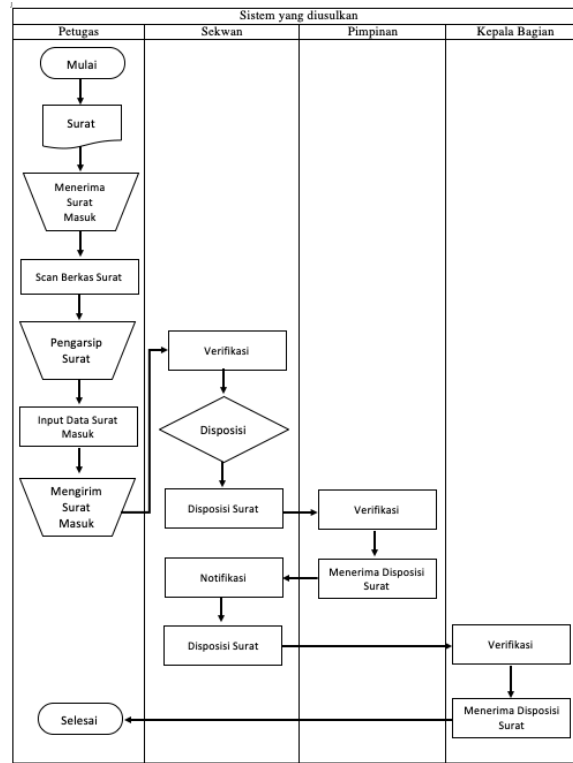 Sistem yang diusulkan
Petugas
Sekwan
Pimpinan
Kepala Bagian
Mulai
Surat
Menerima
Surat
Masuk
Scan Berkas Surat
Pengarsip
Surat
Input Data Surat
Masuk
Mengirim
Surat
Masuk
Verifikasi
Disposisi
Disposisi Surat
Verifikasi
Menerima Disposisi
Surat
Notifikasi
Disposisi Surat
Verifikasi
Menerima Disposisi
Surat
Selesai